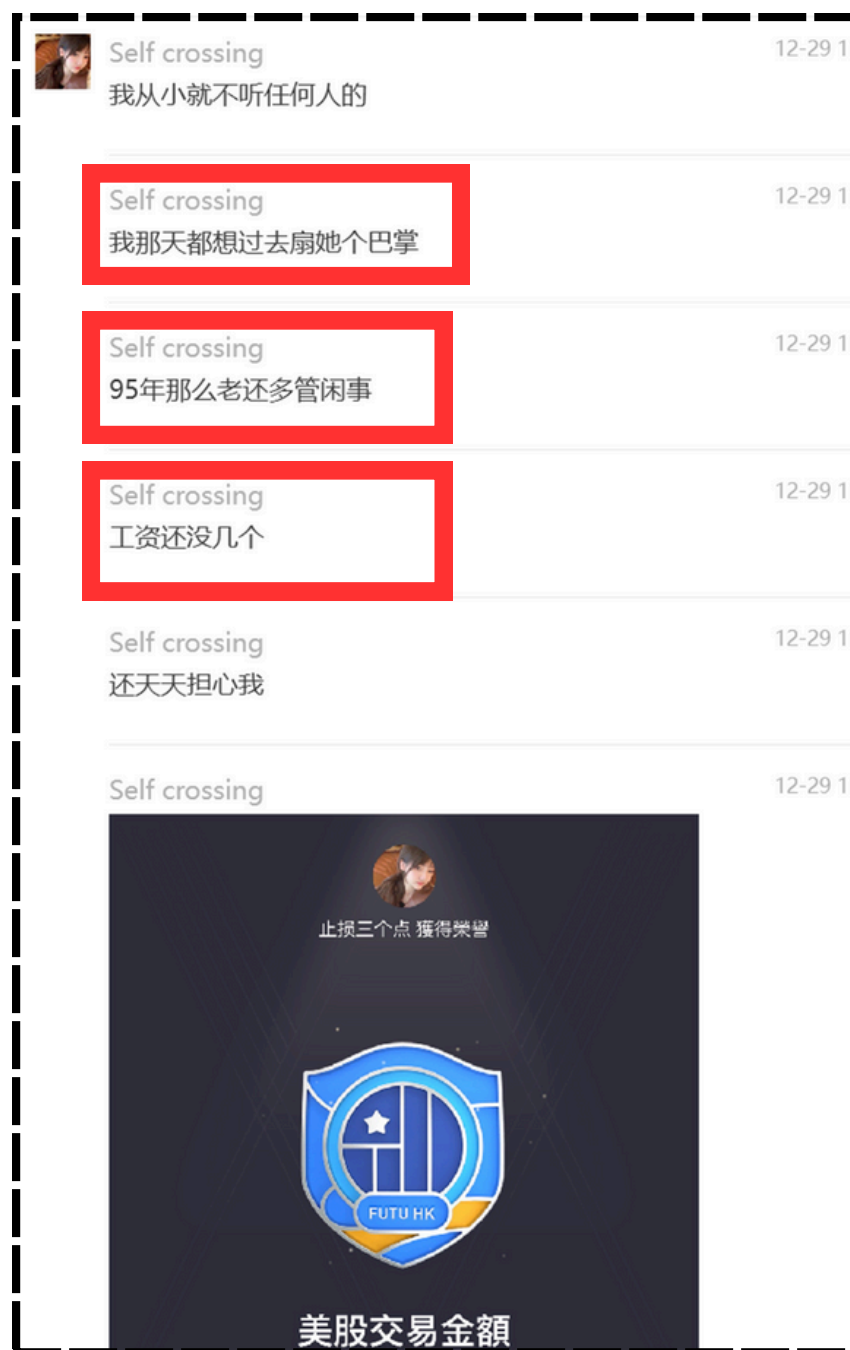 Self crossing
12-29 1
我从小就不听任何人的
Self crossing
12-29 1
我那天都想过去扇她个巴掌
Self crossing
12-29 1
95年那么老还多管闲事
Self crossing
12-29 1
工资还没几个
Self crossing
12-29 1
还天天担心我
Self crossing
12-29 1
止损三个点 獲得榮譽
FUTU HK
美股交易金額